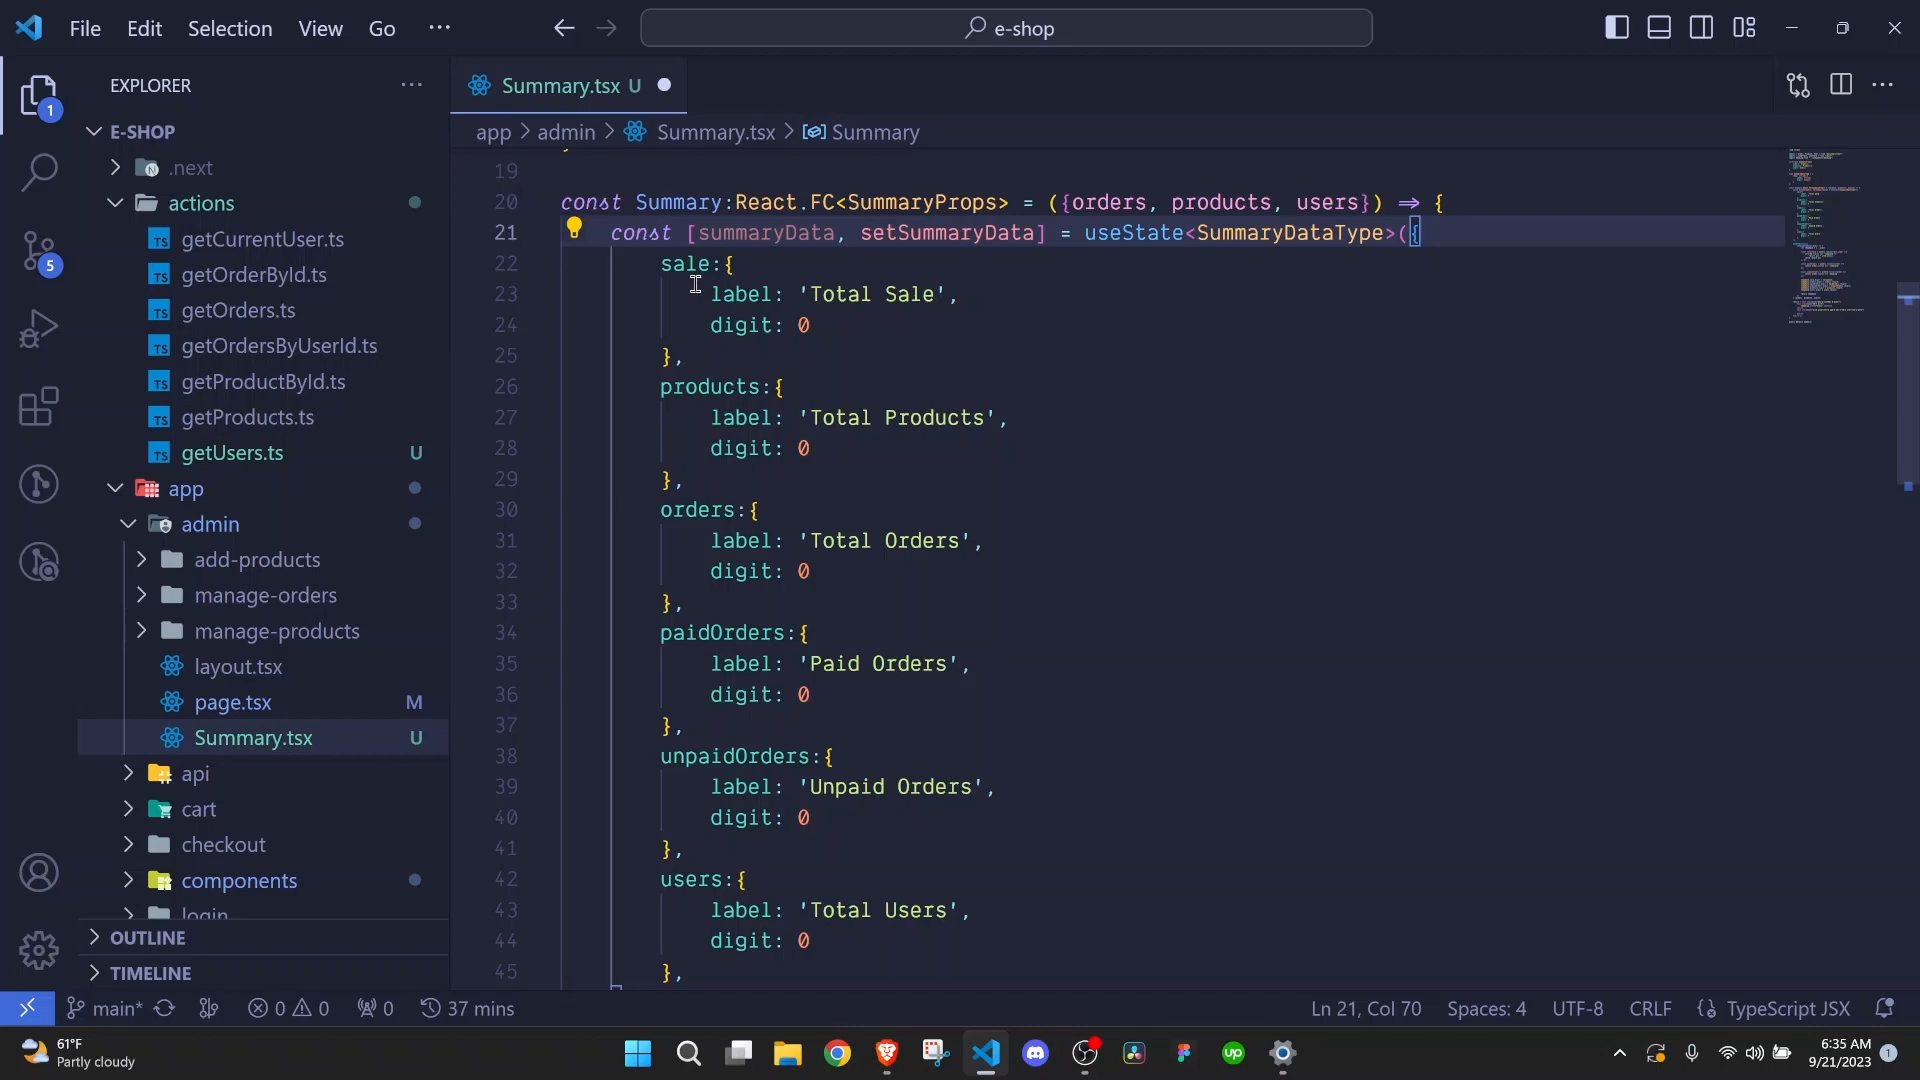 File Edit Selection View Go ···
e-shop
EXPLORER
Summary.tsx U
E-SHOP
app > admin > Summary.tsx > Summary
.next
actions
getCurrentUser.ts
getOrderById.ts
getOrders.ts
getOrdersByUserId.ts
getProductById.ts
getProducts.ts
getUsers.ts U
app
admin
add-products
manage-orders
manage-products
layout.tsx
page.tsx M
Summary.tsx U
api
cart
checkout
components
login
OUTLINE
TIMELINE
1
5
19
20 const Summary:React.FC<SummaryProps> = ({orders, products, users}) => {
21 const [summaryData, setSummaryData] = useState<SummaryDataType>({
22 sale:{
23 label: 'Total Sale',
24 digit: 0
25 },
26 products:{
27 label: 'Total Products',
28 digit: 0
29 },
30 orders:{
31 label: 'Total Orders',
32 digit: 0
33 },
34 paidOrders:{
35 label: 'Paid Orders',
36 digit: 0
37 },
38 unpaidOrders:{
39 label: 'Unpaid Orders',
40 digit: 0
41 },
42 users:{
43 label: 'Total Users',
44 digit: 0
45 },
main* 0 0 0 37 mins Ln 21, Col 70 Spaces: 4 UTF-8 CRLF TypeScript JSX
61°F
Partly cloudy
up
6:35 AM
9/21/2023
1